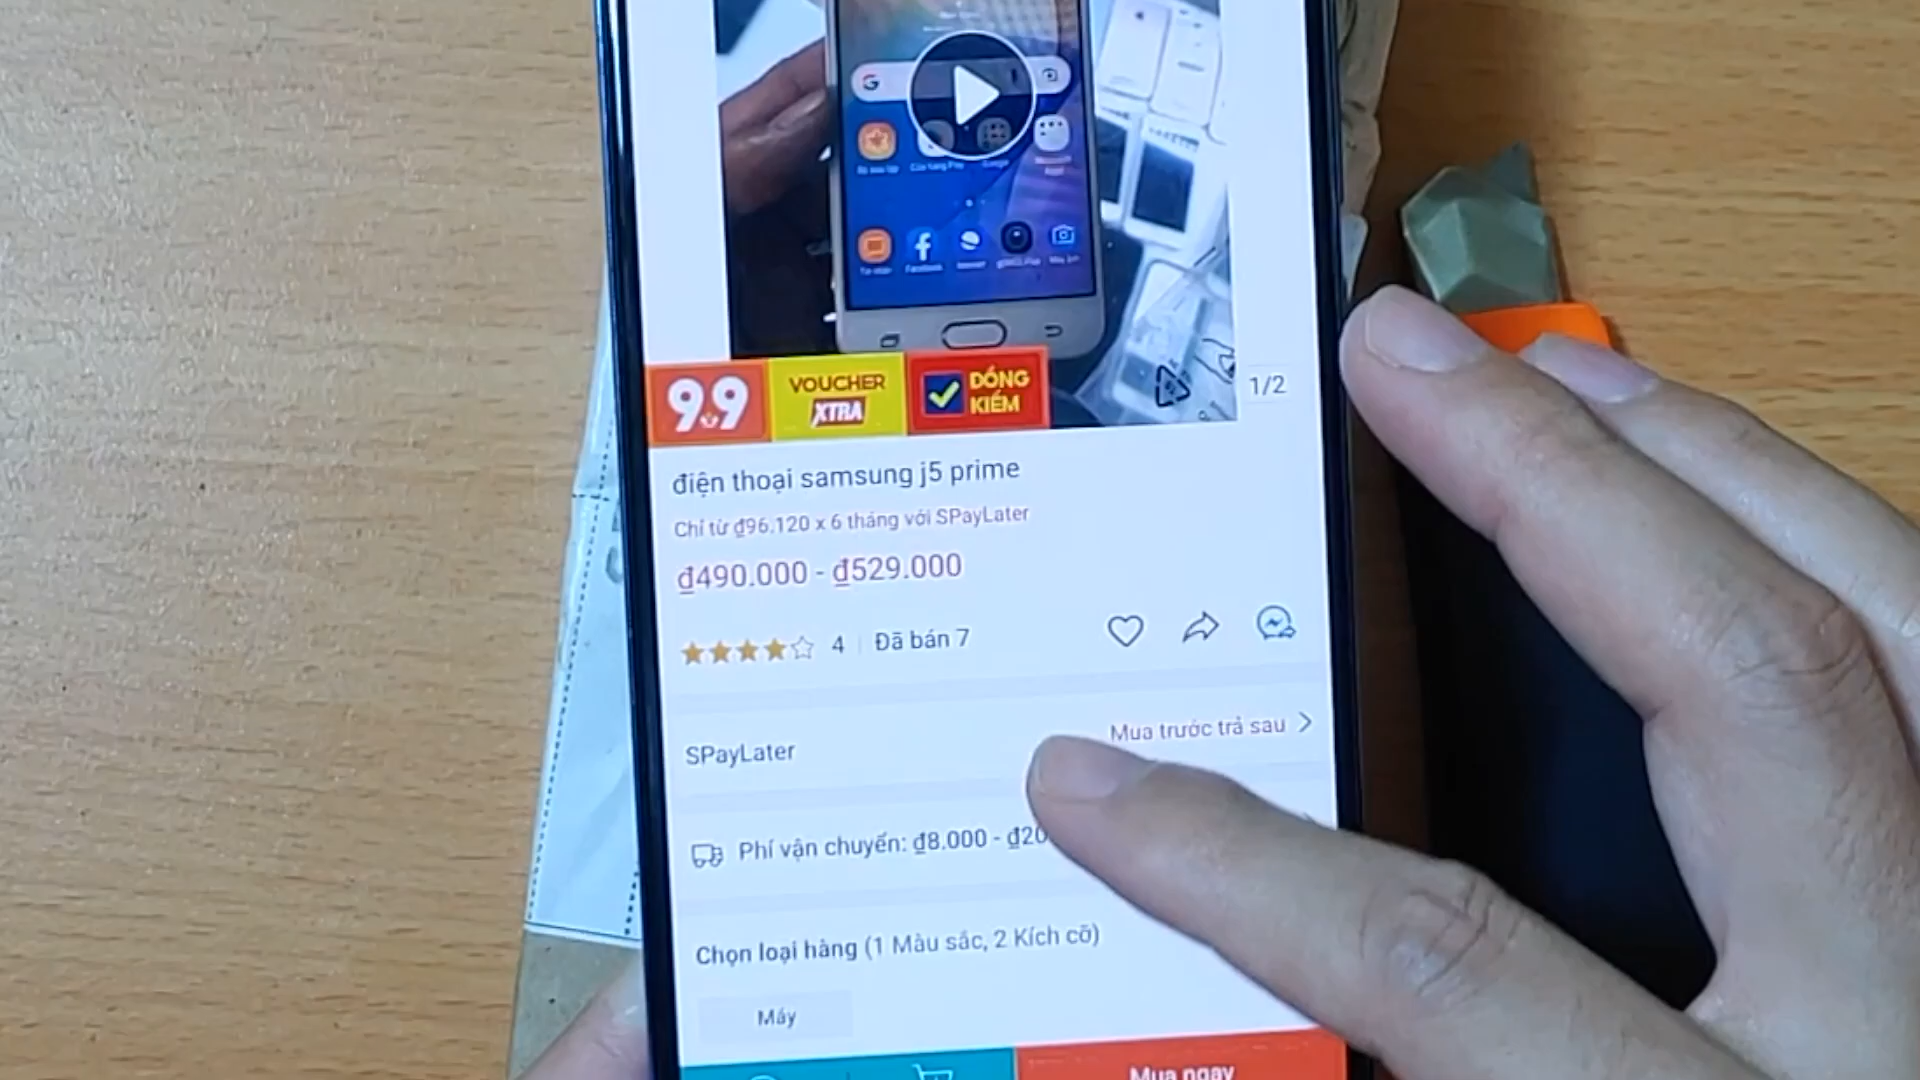 Facebook
9.9
VOUCHER
XTRA
ĐỒNG
KIỂM
1/2
điện thoại samsung j5 prime
Chỉ từ ₫96.120 x 6 tháng với SPayLater
₫490.000 - ₫529.000
4 Đã bán 7
SPayLater
Mua trước trả sau
Phí vận chuyển: ₫8.000 - ₫20
Chọn loại hàng (1 Màu sắc, 2 Kích cỡ)
Máy
Mua ngay